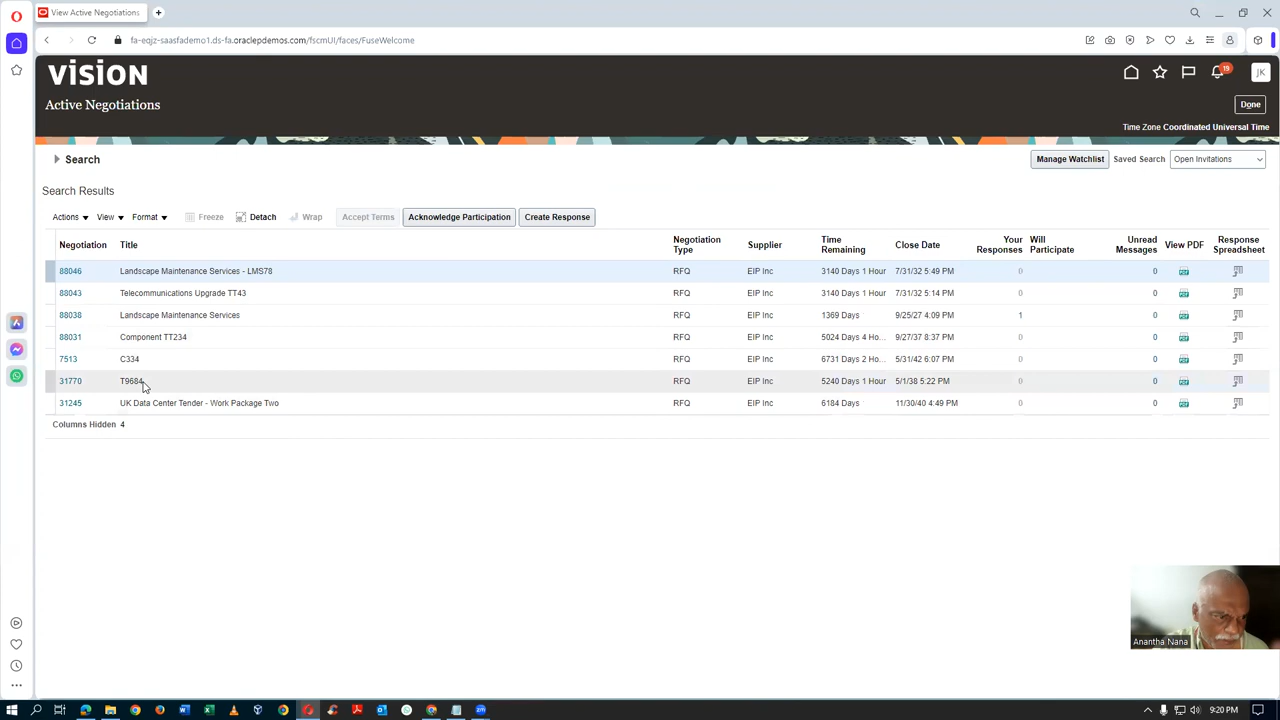 View Active Negotiations
fa-eqjz-saasfademo1.ds-fa.oraclepdemos.com/fscmUI/faces/FuseWelcome
vision
19
JK
Active Negotiations
Done
Time Zone Coordinated Universal Time
Search
Manage Watchlist Saved Search Open Invitations
Search Results
Actions View Format Freeze Detach Wrap Accept Terms Acknowledge Participation Create Response
Negotiation Title Negotiation Type Supplier Time Remaining Close Date Your Responses Will Participate Unread Messages View PDF Response Spreadsheet
88046 Landscape Maintenance Services - LMS78 RFQ EIP Inc 3140 Days 1 Hour 7/31/32 5:49 PM 0 0
88043 Telecommunications Upgrade TT43 RFQ EIP Inc 3140 Days 1 Hour 7/31/32 5:14 PM 0 0
88038 Landscape Maintenance Services RFQ EIP Inc 1369 Days 9/25/27 4:09 PM 1 0
88031 Component TT234 RFQ EIP Inc 5024 Days 4 Ho... 9/27/37 8:37 PM 0 0
7513 C334 RFQ EIP Inc 6731 Days 2 Ho... 5/31/42 6:07 PM 0 0
31770 T9684 RFQ EIP Inc 5240 Days 1 Hour 5/1/38 5:22 PM 0 0
31245 UK Data Center Tender - Work Package Two RFQ EIP Inc 6184 Days 11/30/40 4:49 PM 0 0
Columns Hidden 4
Anantha Nana
9:20 PM